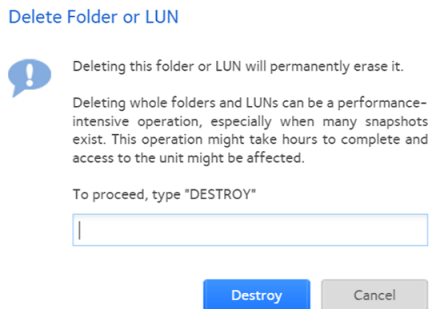 Delete Folder or LUN
Deleting this folder or LUN will permanently erase it.
Deleting whole folders and LUNs can be a performance-
intensive operation, especially when many snapshots
exist. This operation might take hours to complete and
access to the unit might be affected.
To proceed, type "DESTROY"
Destroy
Cancel